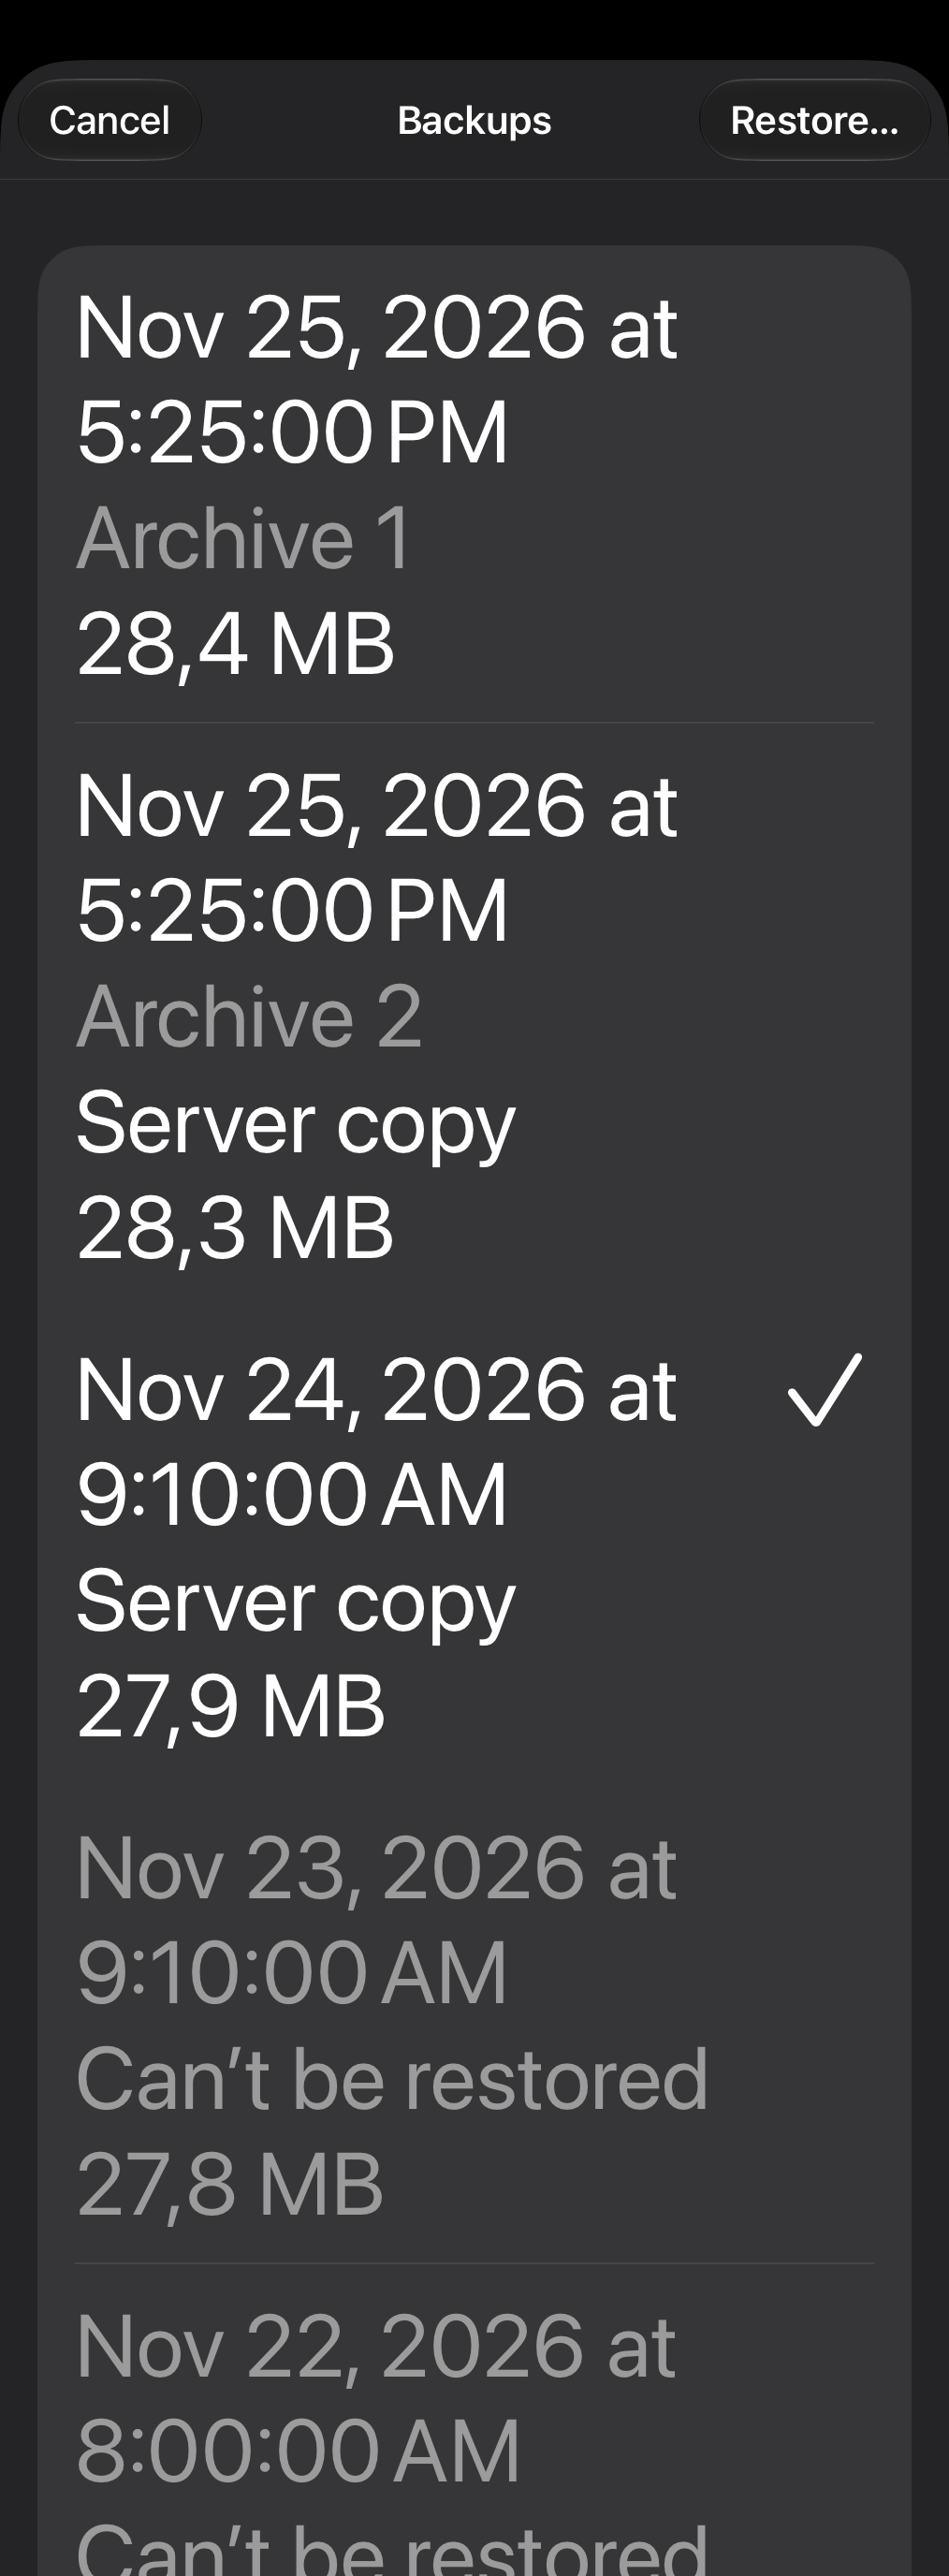 Cancel
Backups
Restore...
Nov 25, 2026 at
5:25:00 PM
Archive 1
28,4 MB
Nov 25, 2026 at
5:25:00 PM
Archive 2
Server copy
28,3 MB
Nov 24, 2026 at
9:10:00 AM
Server copy
27,9 MB
Nov 23, 2026 at
9:10:00 AM
Can’t be restored
27,8 MB
Nov 22, 2026 at
8:00:00 AM
Can’t be restored